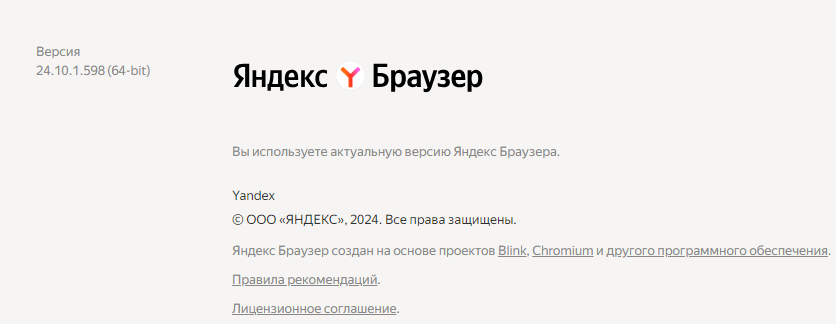 Версия
24.10.1.598 (64-bit)
Яндекс Браузер
Вы используете актуальную версию Яндекс Браузера.
Yandex
© ООО «ЯНДЕКС», 2024. Все права защищены.
Яндекс Браузер создан на основе проектов Blink, Chromium и другого программного обеспечения.
Правила рекомендаций.
Лицензионное соглашение.